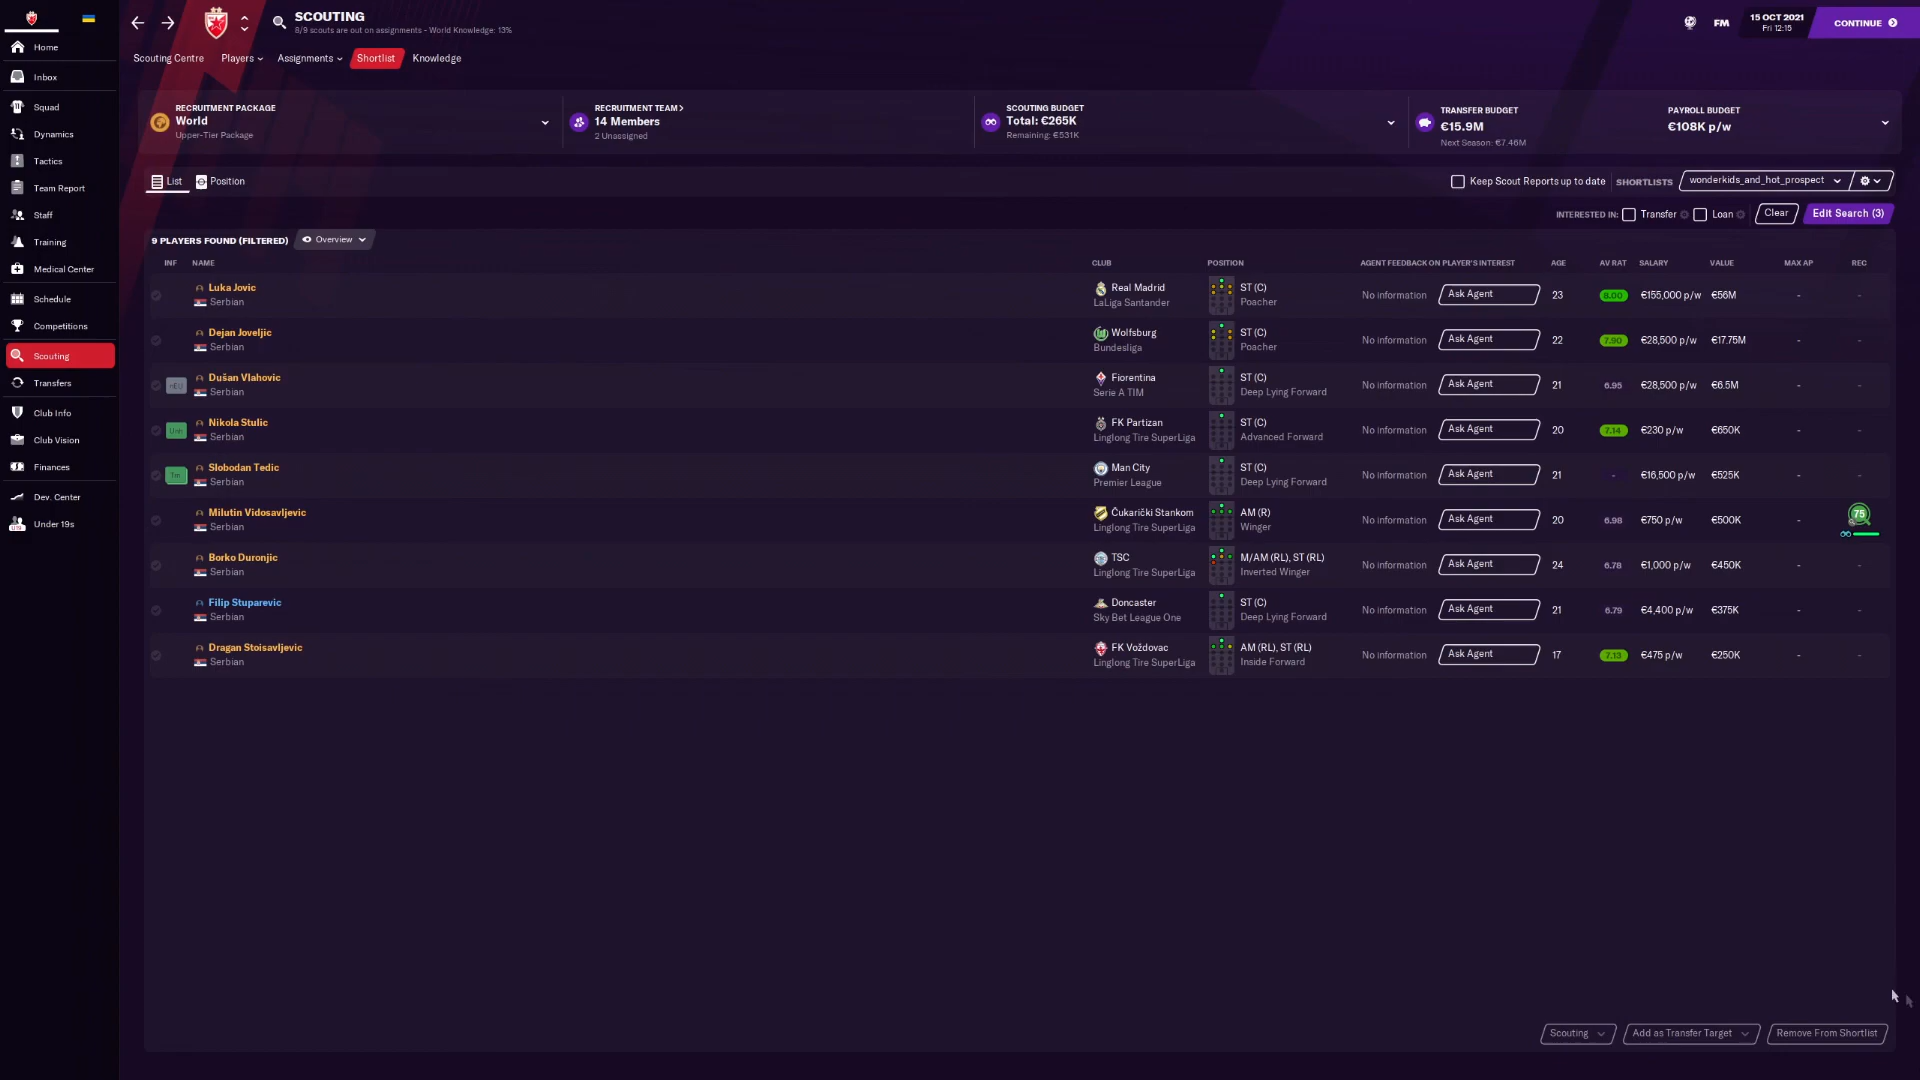 SCOUTING
8/9 scouts are out on assignments - World Knowledge: 13%
FM
15 OCT 2021
Fri 12:15
CONTINUE
Scouting Centre Players Assignments Shortlist Knowledge
Home
Inbox
Squad
Dynamics
Tactics
Team Report
Staff
Training
Medical Center
Schedule
Competitions
Scouting
Transfers
Club Info
Club Vision
Finances
Dev. Center
Under 19s
RECRUITMENT PACKAGE
World
Upper-Tier Package
RECRUITMENT TEAM >
14 Members
2 Unassigned
SCOUTING BUDGET
Total: €265K
Remaining: €531K
TRANSFER BUDGET
€15.9M
Next Season: €7.46M
PAYROLL BUDGET
€108K p/w
List Position
Keep Scout Reports up to date SHORTLISTS wonderkids_and_hot_prospect
INTERESTED IN: Transfer Loan Clear Edit Search (3)
9 PLAYERS FOUND (FILTERED) Overview
INF NAME CLUB POSITION AGENT FEEDBACK ON PLAYER'S INTEREST AGE AV RAT SALARY VALUE MAX AP REC
Luka Jovic Real Madrid ST (C) No information Ask Agent 23 8.00 €155,000 p/w €56M - -
Serbian LaLiga Santander Poacher
Dejan Joveljic Wolfsburg ST (C) No information Ask Agent 22 7.90 €28,500 p/w €17.75M - -
Serbian Bundesliga Poacher
nEU Dušan Vlahovic Fiorentina ST (C) No information Ask Agent 21 6.95 €28,500 p/w €6.5M - -
Serbian Serie A TIM Deep Lying Forward
Unh Nikola Stulic FK Partizan ST (C) No information Ask Agent 20 7.14 €230 p/w €650K - -
Serbian Linglong Tire SuperLiga Advanced Forward
Trn Slobodan Tedic Man City ST (C) No information Ask Agent 21 - €16,500 p/w €525K - -
Serbian Premier League Deep Lying Forward
Milutin Vidosavljevic Čukarički Stankom AM (R) No information Ask Agent 20 6.98 €750 p/w €500K - 75
Serbian Linglong Tire SuperLiga Winger
Borko Duronjic TSC M/AM (RL), ST (RL) No information Ask Agent 24 6.78 €1,000 p/w €450K - -
Serbian Linglong Tire SuperLiga Inverted Winger
Filip Stuparevic Doncaster ST (C) No information Ask Agent 21 6.79 €4,400 p/w €375K - -
Serbian Sky Bet League One Deep Lying Forward
Dragan Stoisavljevic FK Voždovac AM (RL), ST (RL) No information Ask Agent 17 7.13 €475 p/w €250K - -
Serbian Linglong Tire SuperLiga Inside Forward
Scouting Add as Transfer Target Remove From Shortlist